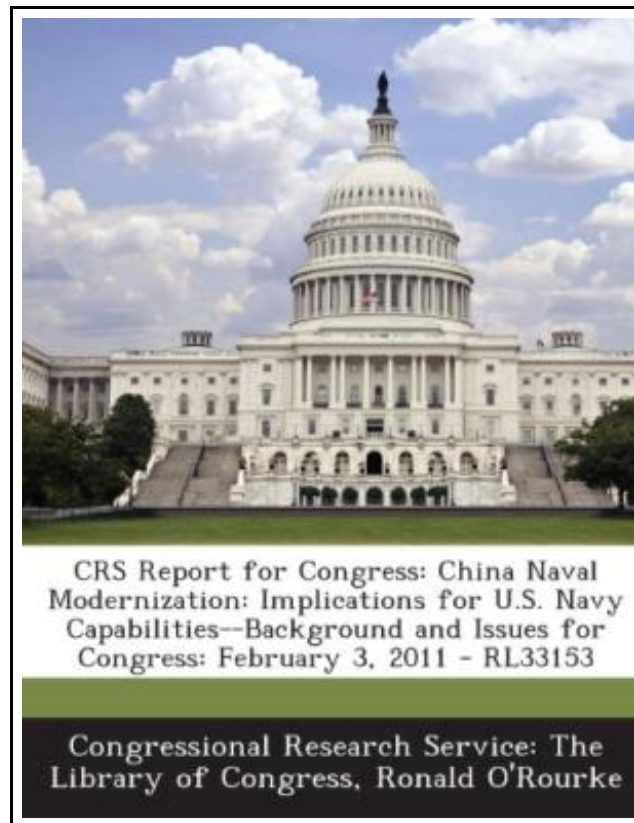 CRS Report for Congress: China Naval
Modernization: Implications for U.S. Navy
Capabilities--Background and Issues for
Congress: February 3, 2011 - RL33153
Congressional Research Service: The
Library of Congress, Ronald O'Rourke